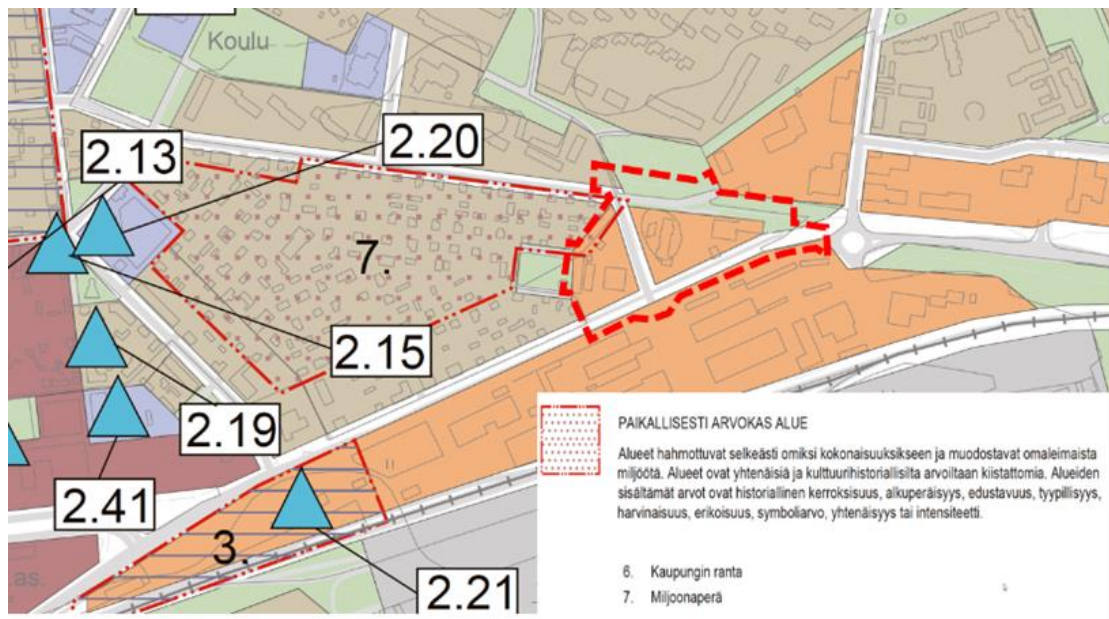 Koulu
2.13
2.20
7.
2.15
2.19
2.41
3.
2.21
as.
PAIKALLISESTI ARVOKAS ALUE
Alueet hahmottuvat selkeästi omiksi kokonaisuuksikseen ja muodostavat omaleimaista
miljöötä. Alueet ovat yhtenäisiä ja kulttuurihistoriallisilta arvoiltaan kiistattomia. Alueiden
sisältämät arvot ovat historiallinen kerroksisuus, alkuperäisyys, edustavuus, tyypillisyys,
harvinaisuus, erikoisuus, symboliarvo, yhtenäisyys tai intensiteetti.
6. Kaupungin ranta
7. Miljoonaperä